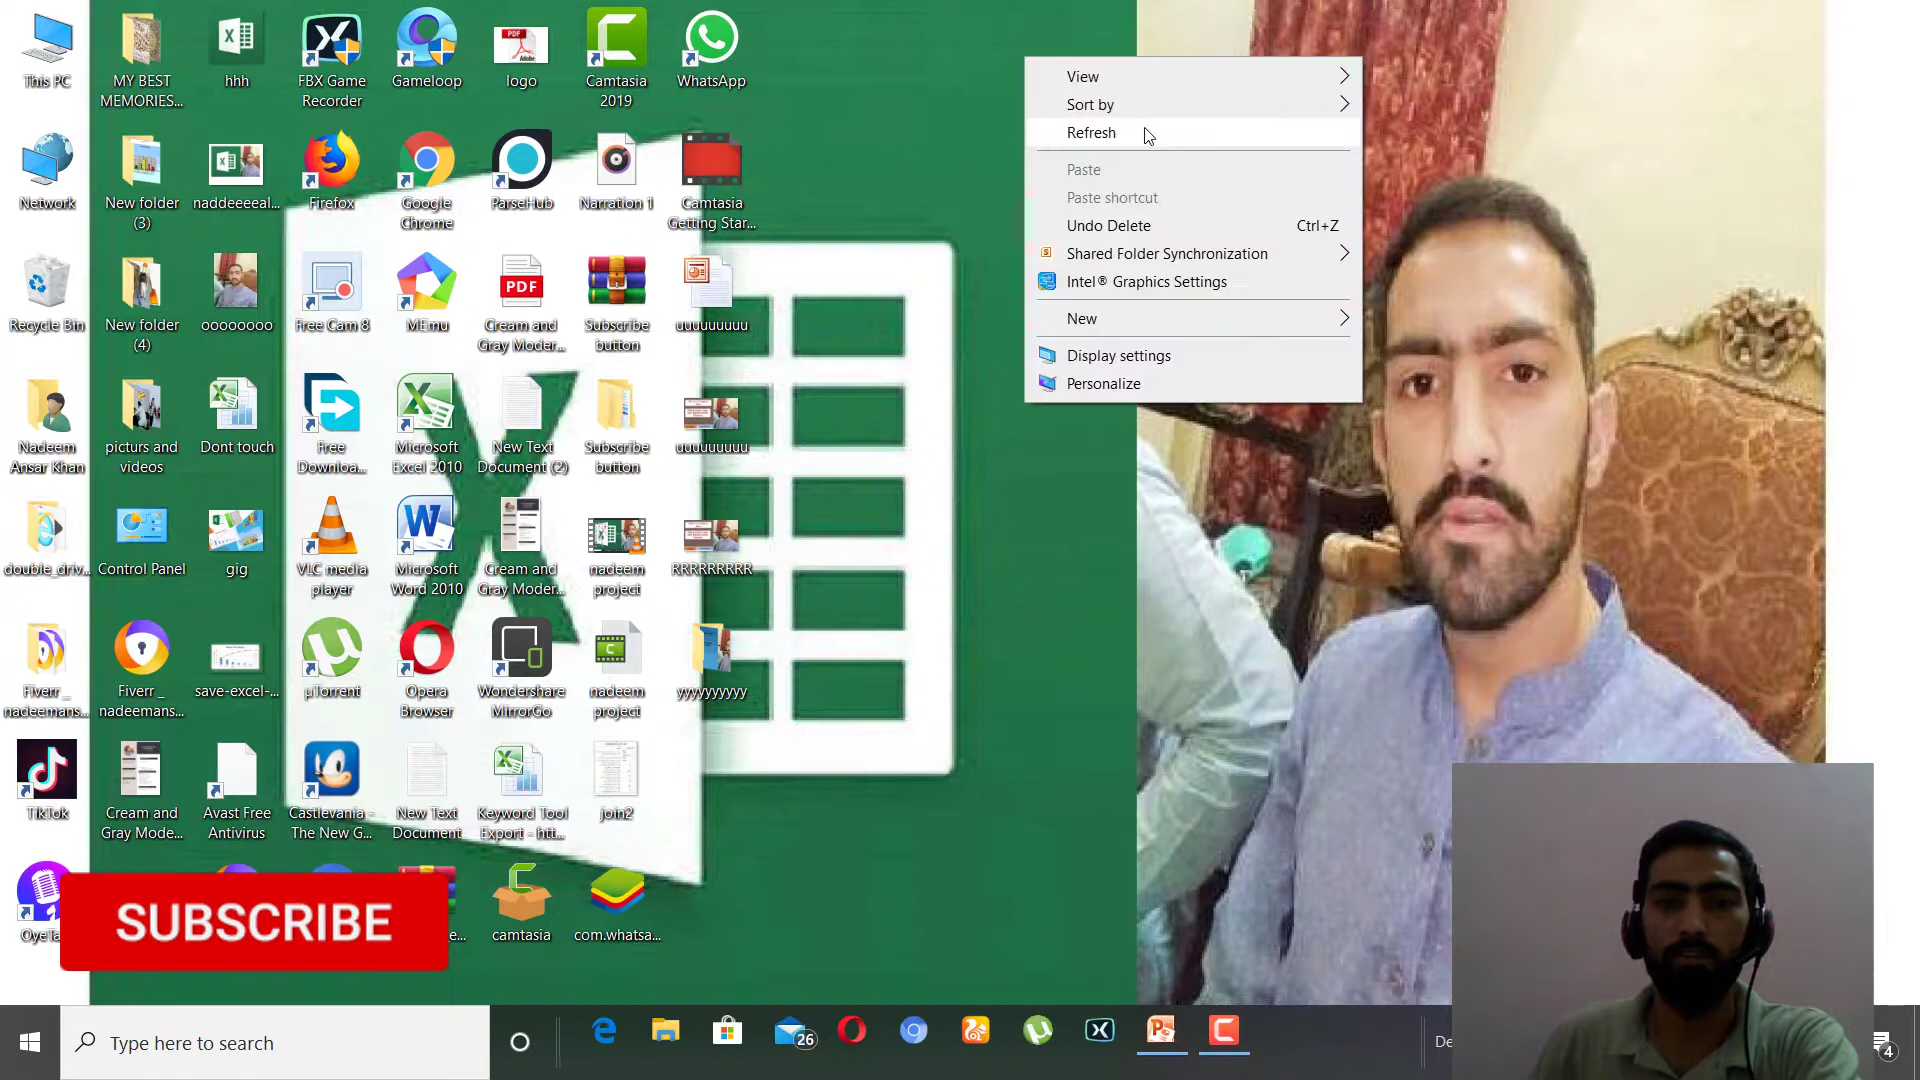 This PC
MY BEST
MEMORIES...
hhh
FBX Game
Recorder
Gameloop
logo
Camtasia
2019
WhatsApp
Network
New folder
(3)
naddeeeeal...
Firefox
Google
Chrome
ParseHub
Narration 1
Camtasia
Getting Star...
Recycle Bin
New folder
(4)
oooooooo
Free Cam 8
MEmu
PDF
Cream and
Gray Moder...
Subscribe
button
uuuuuuuuu
Nadeem
Ansar Khan
picturs and
videos
Dont touch
Free
Downloa...
Microsoft
Excel 2010
New Text
Document (2)
Subscribe
button
uuuuuuuuu
double_driv...
Control Panel
gig
VLC media
player
Microsoft
Word 2010
Cream and
Gray Moder...
nadeem
project
RRRRRRRRR
Fiverr _
nadeemans...
Fiverr _
nadeemans...
save-excel-...
µTorrent
Opera
Browser
Wondershare
MirrorGo
nadeem
project
yyyyyyyyyy
TikTok
Cream and
Gray Mode...
Avast Free
Antivirus
Castlevania -
The New G...
New Text
Document
Keyword Tool
Export - htt...
join2
camtasia
com.whatsa...
SUBSCRIBE
View
Sort by
Refresh
Paste
Paste shortcut
Undo Delete Ctrl+Z
Shared Folder Synchronization
Intel® Graphics Settings
New
Display settings
Personalize
Type here to search
26
4